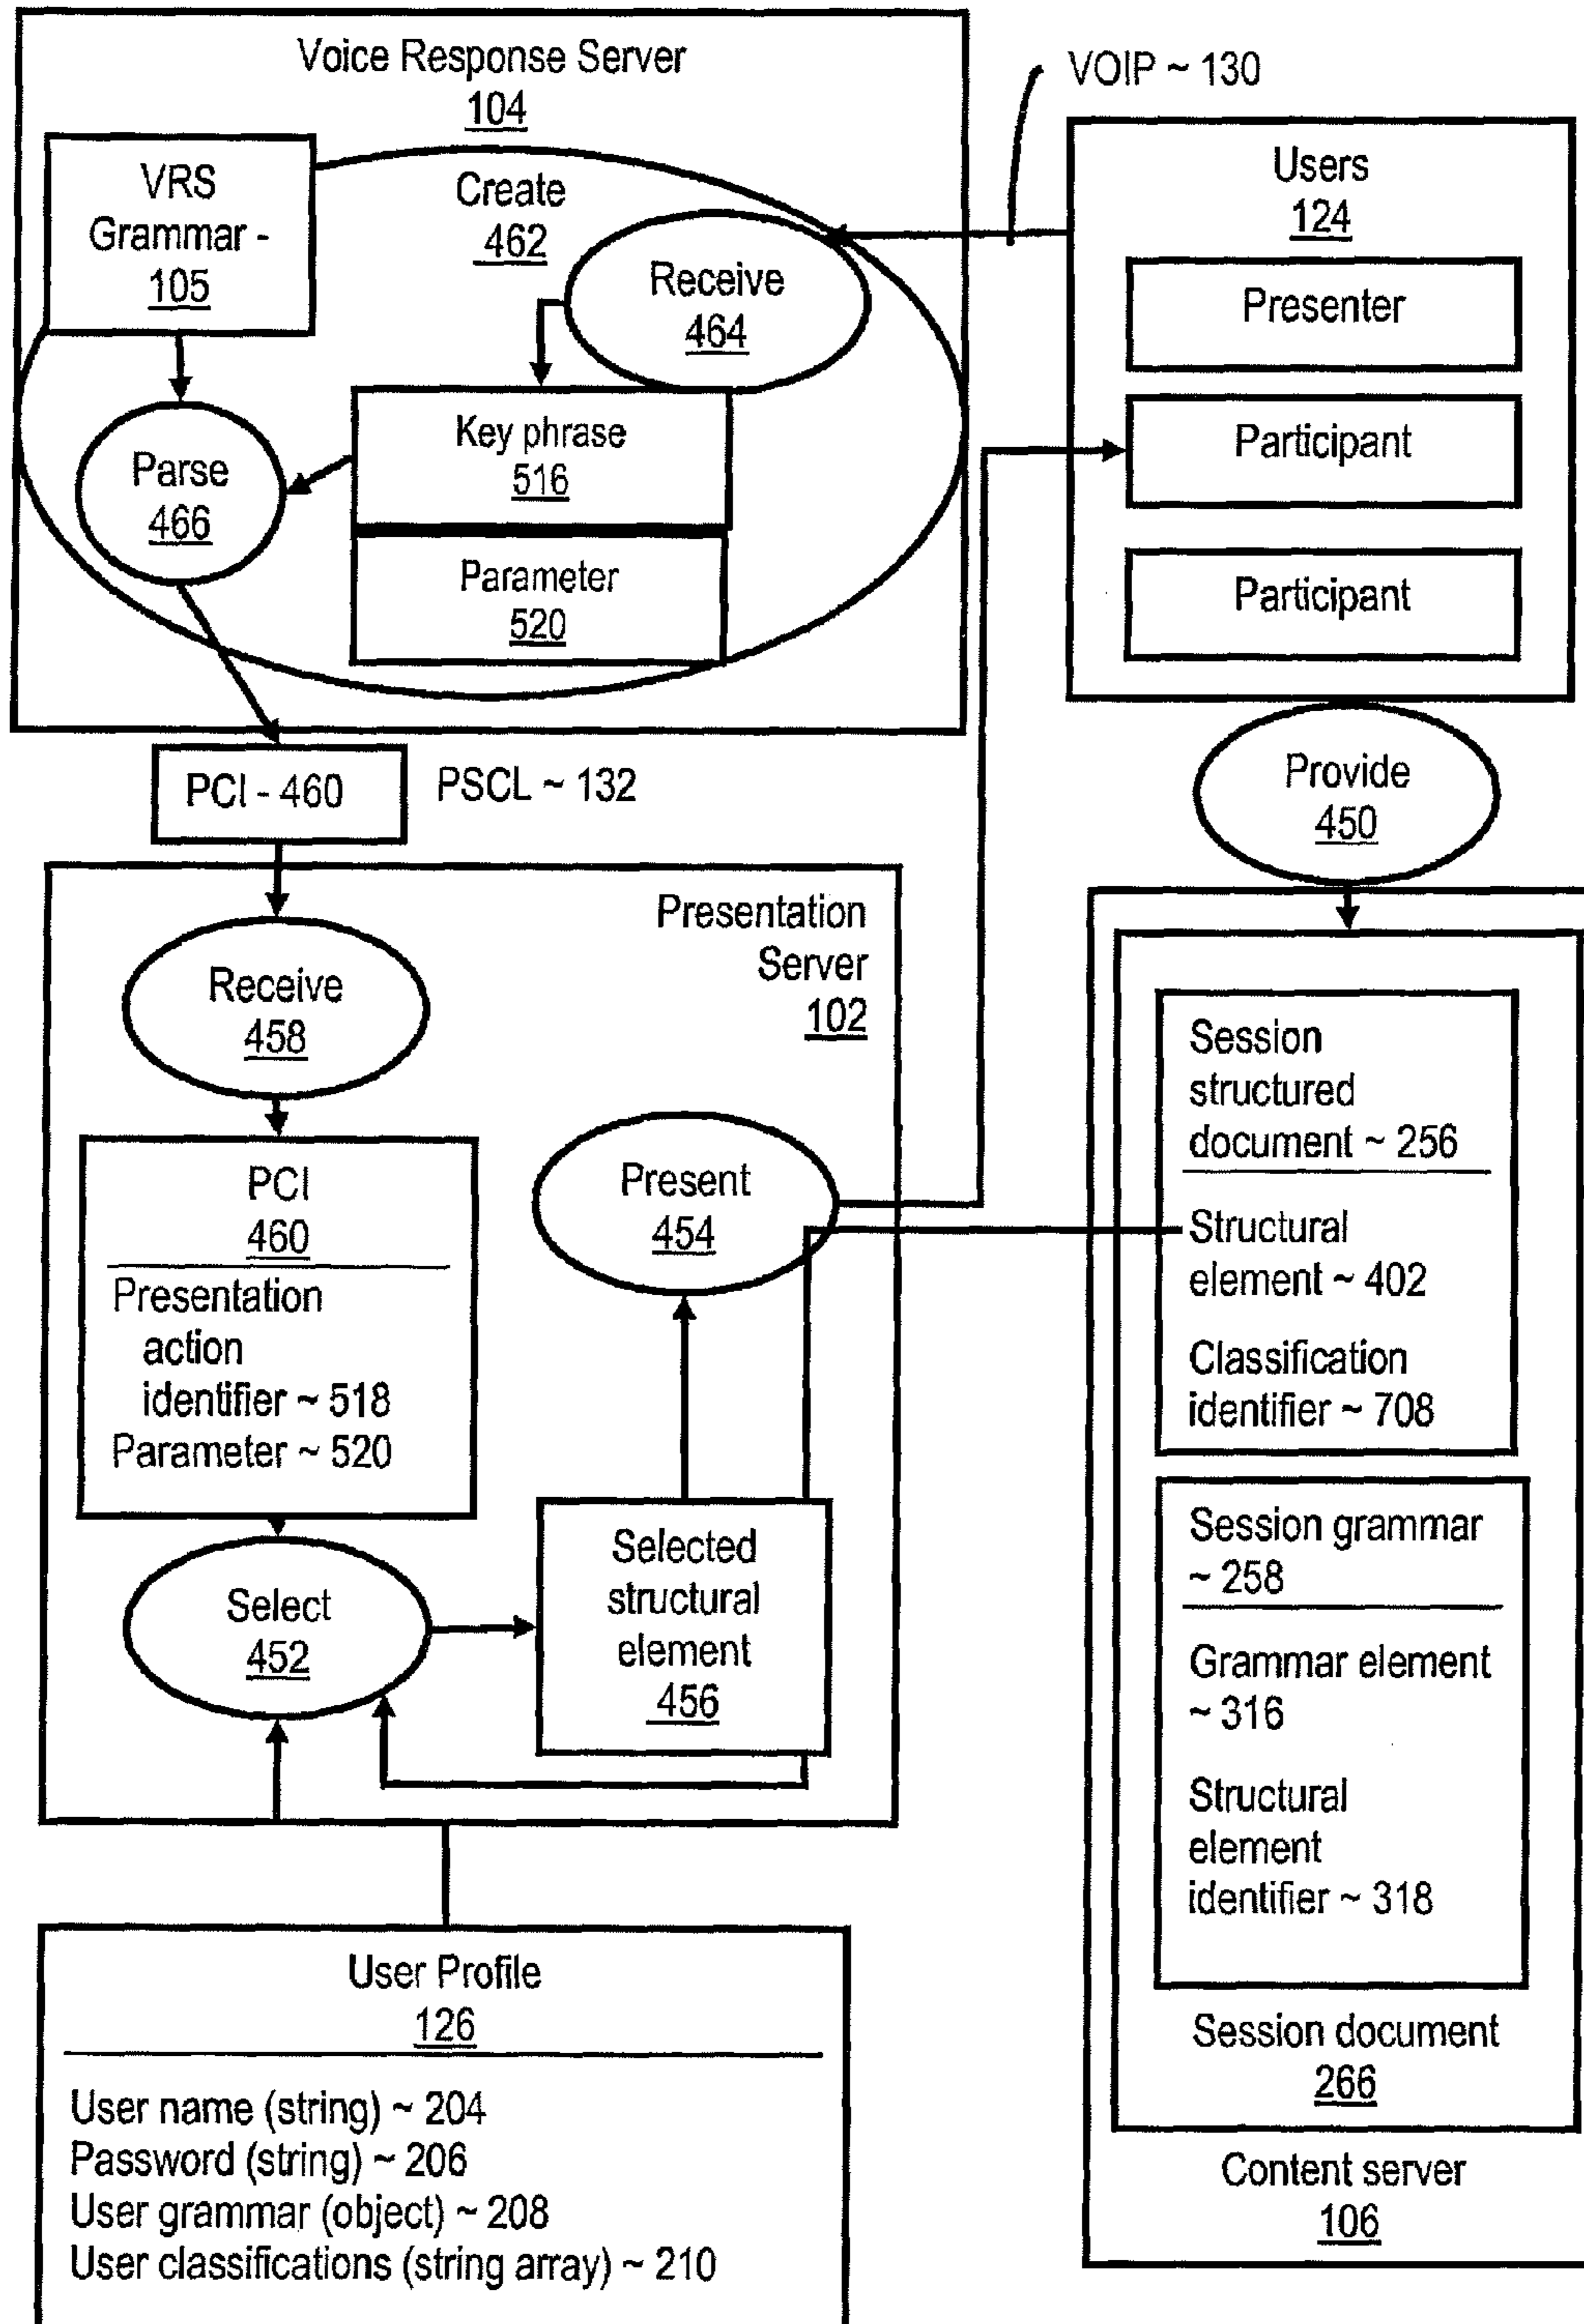 Voice Response Server
104
VOIP ~ 130
VRS
Grammar -
105
Create
462
Receive
464
Key phrase
516
Parse
466
Parameter
520
Users
124
Presenter
Participant
Participant
PCI - 460
PSCL ~ 132
Provide
450
Presentation
Server
102
Receive
458
PCI
460
Presentation
action
identifier ~ 518
Parameter ~ 520
Present
454
Select
452
Selected
structural
element
456
Session
structured
document ~ 256
Structural
element ~ 402
Classification
identifier ~ 708
Session grammar
~ 258
Grammar element
~ 316
Structural
element
identifier ~ 318
Session document
266
Content server
106
User Profile
126
User name (string) ~ 204
Password (string) ~ 206
User grammar (object) ~ 208
User classifications (string array) ~ 210